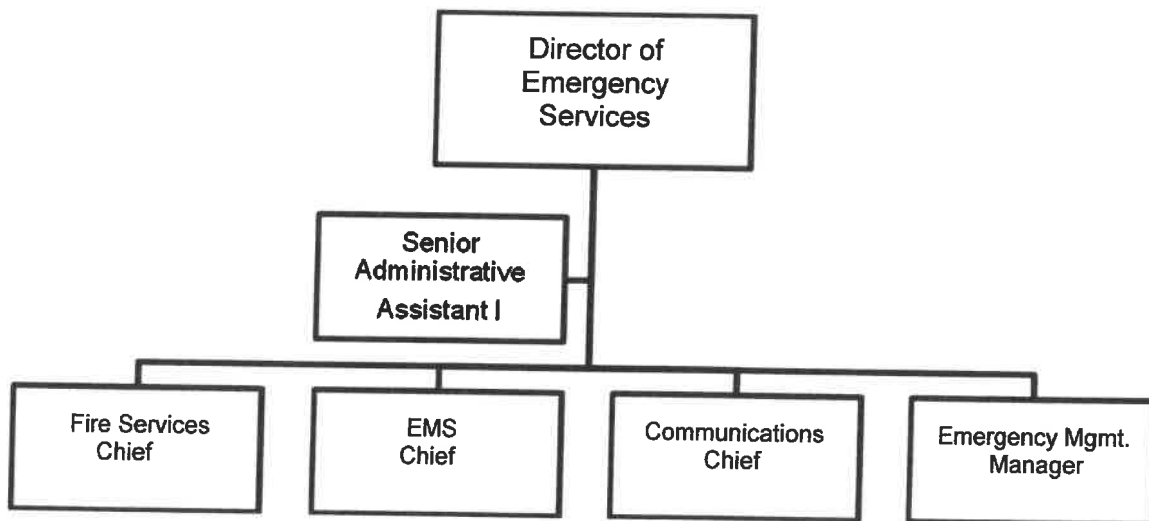 Director of
Emergency
Services
Senior
Administrative
Assistant I
Fire Services
Chief
EMS
Chief
Communications
Chief
Emergency Mgmt.
Manager